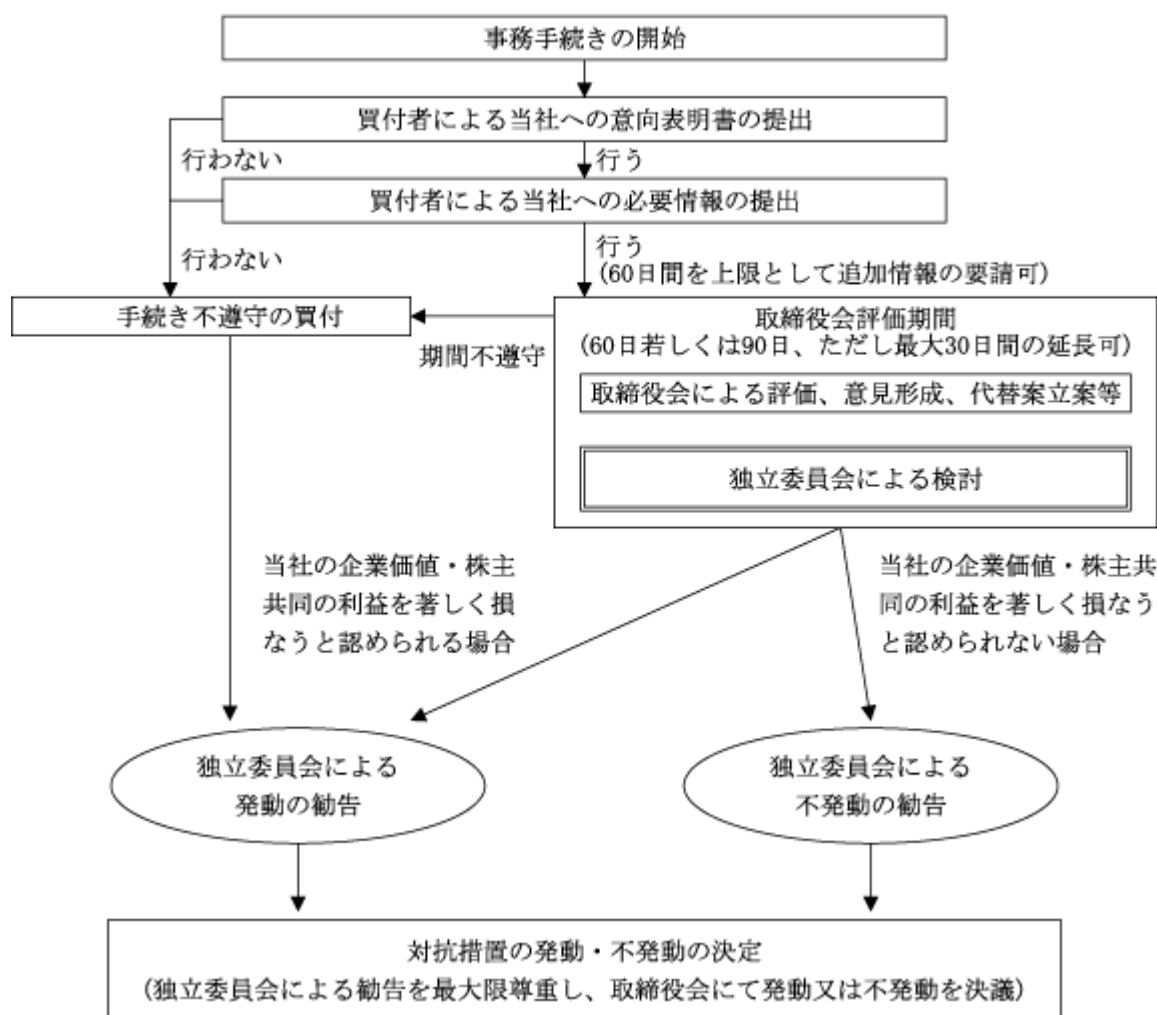 事務手続きの開始
買付者による当社への意向表明書の提出
行わない
行う
買付者による当社への必要情報の提出
行わない
行う
(60日間を上限として追加情報の要請可)
手続き不遵守の買付
期間不遵守
取締役会評価期間
(60日若しくは90日、ただし最大30日間の延長可)
取締役会による評価、意見形成、代替案立案等
独立委員会による検討
当社の企業価値・株主
共同の利益を著しく損
なうと認められる場合
当社の企業価値・株主共
同の利益を著しく損なう
と認められない場合
独立委員会による
発動の勧告
独立委員会による
不発動の勧告
対抗措置の発動・不発動の決定
(独立委員会による勧告を最大限尊重し、取締役会にて発動又は不発動を決議)